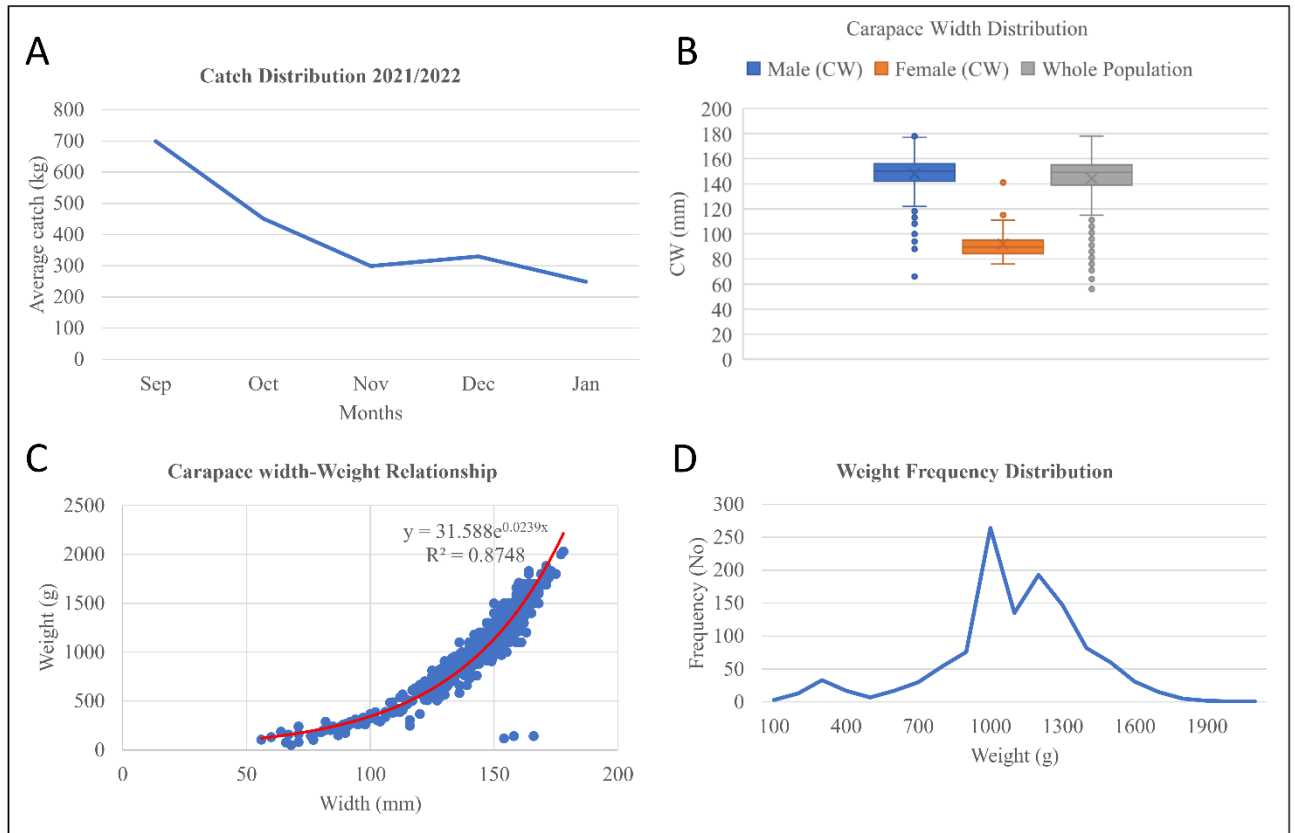 A
Catch Distribution 2021/2022
Average catch (kg)
800
700
600
500
400
300
200
100
0
Sep Oct Nov Dec Jan
Months
B
Carapace Width Distribution
Male (CW) Female (CW) Whole Population
CW (mm)
200
180
160
140
120
100
80
60
40
20
0
C
Carapace width-Weight Relationship
y = 31.588e^0.0239x
R² = 0.8748
Weight (g)
2500
2000
1500
1000
500
0
0 50 100 150 200
Width (mm)
D
Weight Frequency Distribution
Frequency (No)
300
250
200
150
100
50
0
100 400 700 1000 1300 1600 1900
Weight (g)